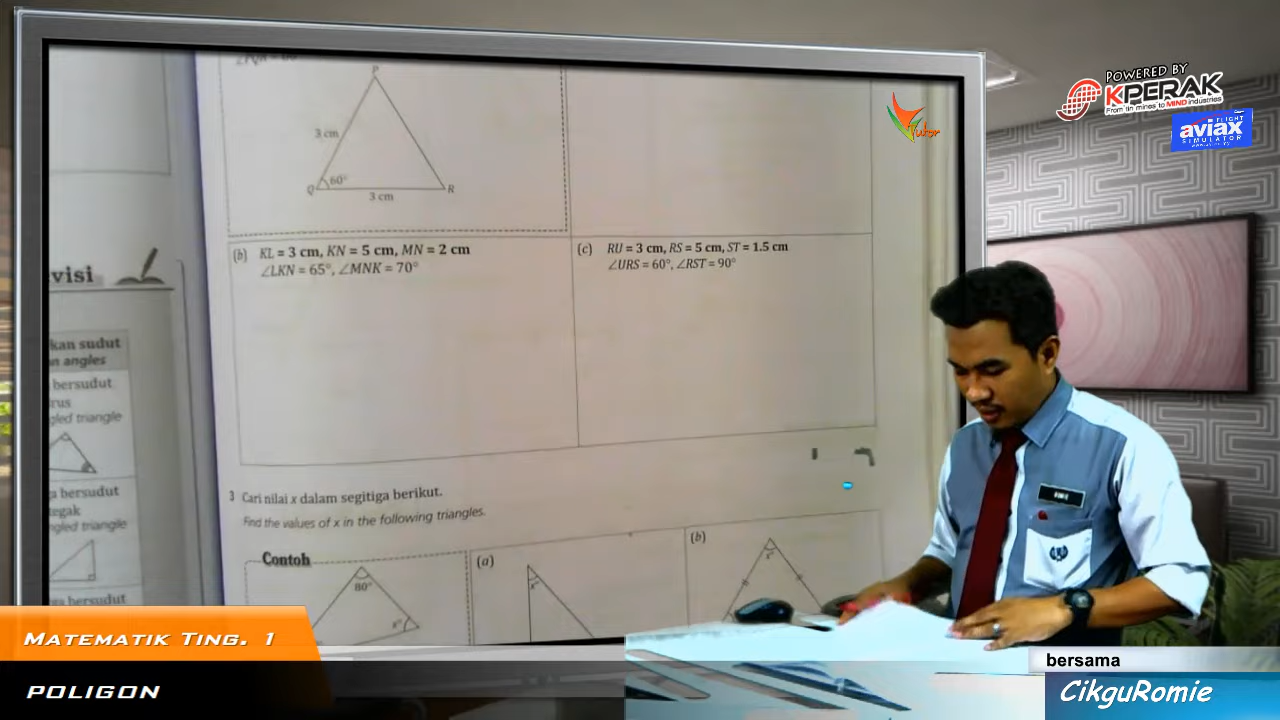 ∠PQR = 60°
P
3 cm
60°
Q
R
3 cm
(b) KL = 3 cm, KN = 5 cm, MN = 2 cm
∠LKN = 65°, ∠MNK = 70°
(c) RU = 3 cm, RS = 5 cm, ST = 1.5 cm
∠URS = 60°, ∠RST = 90°
visi
kan sudut
angles
bersudut
rus
gled triangle
bersudut
egak
ngled triangle
bersudut
3 Cari nilai x dalam segitiga berikut.
Find the values of x in the following triangles.
Contoh
80°
x°
(a)
x°
(b)
x°
Tutor
POWERED BY
KPERAK
From 'tin mines' to MIND industries
aviax
FLIGHT
SIMULATOR
MATEMATIK TING. 1
POLIGON
bersama
CikguRomie